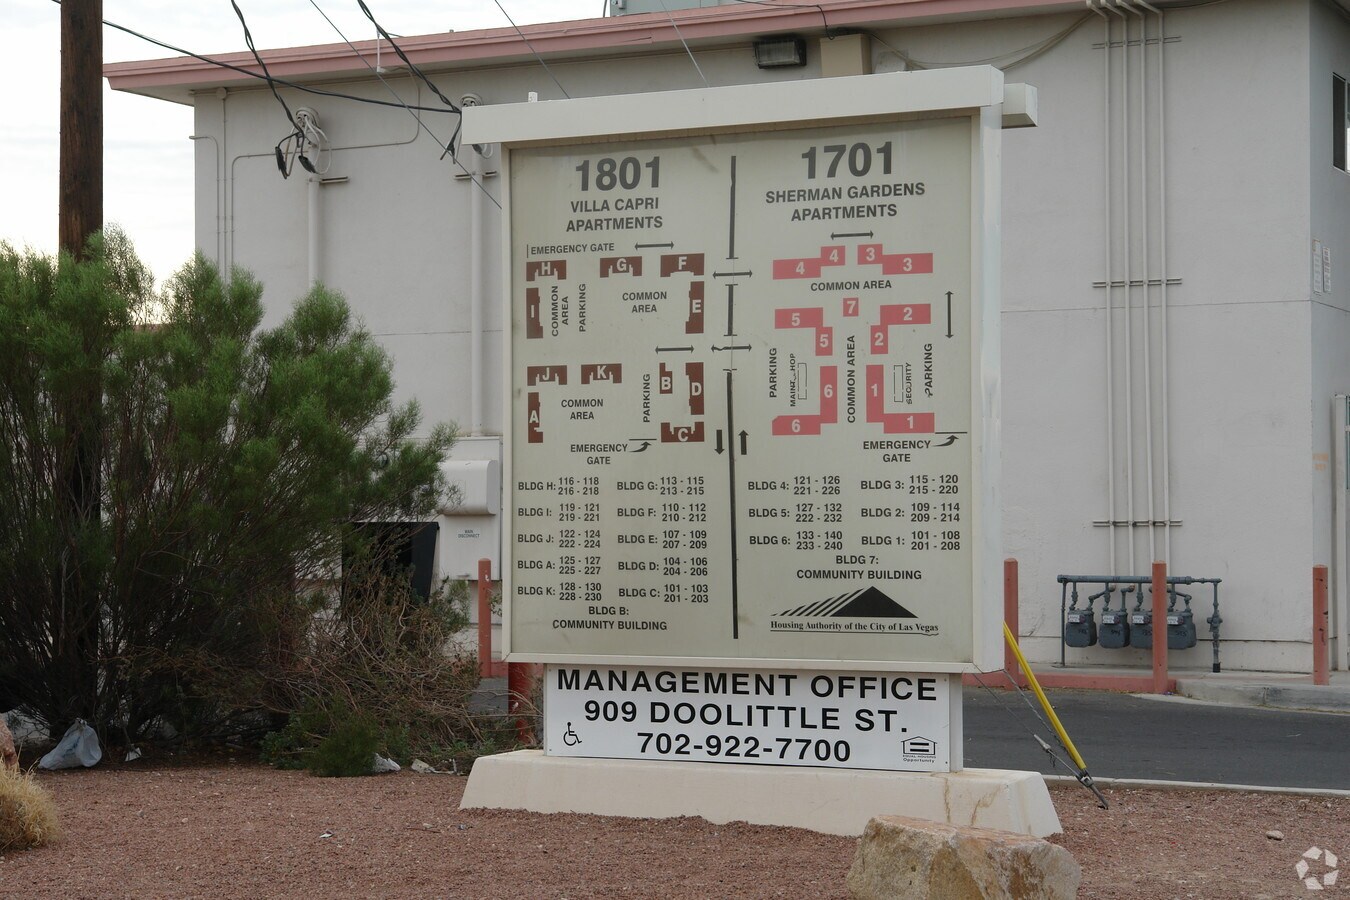 1801
VILLA CAPRI
APARTMENTS
EMERGENCY GATE
H
G
F
I
COMMON
AREA
PARKING
COMMON
AREA
E
J
K
A
COMMON
AREA
PARKING
B
D
C
EMERGENCY
GATE
BLDG H: 116 - 118
216 - 218
BLDG G: 113 - 115
213 - 215
BLDG I: 119 - 121
219 - 221
BLDG F: 110 - 112
210 - 212
BLDG J: 122 - 124
222 - 224
BLDG E: 107 - 109
207 - 209
BLDG A: 125 - 127
225 - 227
BLDG D: 104 - 106
204 - 206
BLDG K: 128 - 130
228 - 230
BLDG C: 101 - 103
201 - 203
BLDG B:
COMMUNITY BUILDING
1701
SHERMAN GARDENS
APARTMENTS
4
4
3
3
COMMON AREA
5
7
2
5
2
PARKING
COMMON AREA
SECURITY
PARKING
6
1
6
1
EMERGENCY
GATE
BLDG 4: 121 - 126
221 - 226
BLDG 3: 115 - 120
215 - 220
BLDG 5: 127 - 132
222 - 232
BLDG 2: 109 - 114
209 - 214
BLDG 6: 133 - 140
233 - 240
BLDG 1: 101 - 108
201 - 208
BLDG 7:
COMMUNITY BUILDING
Housing Authority of the City of Las Vegas
MANAGEMENT OFFICE
909 DOOLITTLE ST.
702-922-7700
EQUAL HOUSING
Opportunity
MAIN
DISCONNECT